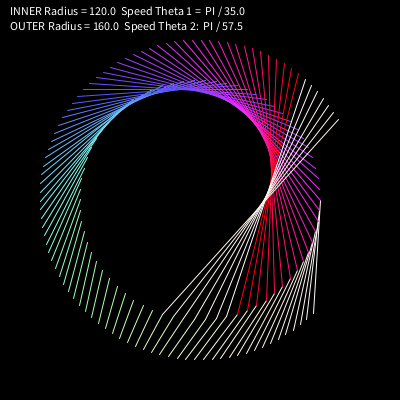 INNER Radius = 120.0  Speed Theta 1 =  PI / 35.0
OUTER Radius = 160.0  Speed Theta 2:  PI / 57.5